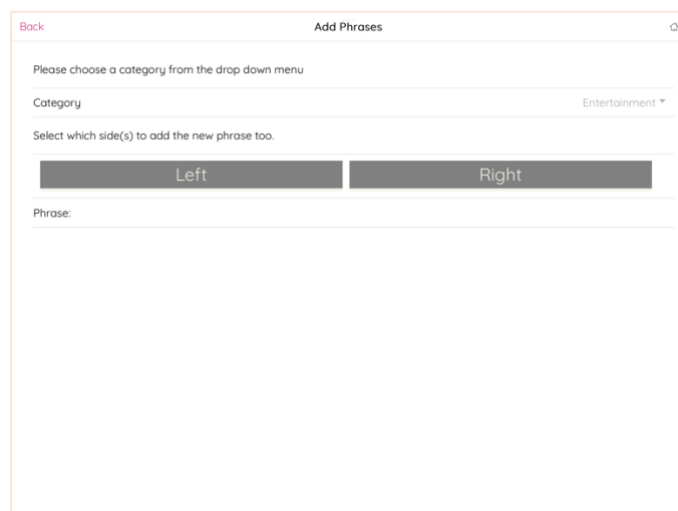 Back
Add Phrases
Please choose a category from the drop down menu
Category
Entertainment
Select which side(s) to add the new phrase too.
Left
Right
Phrase: